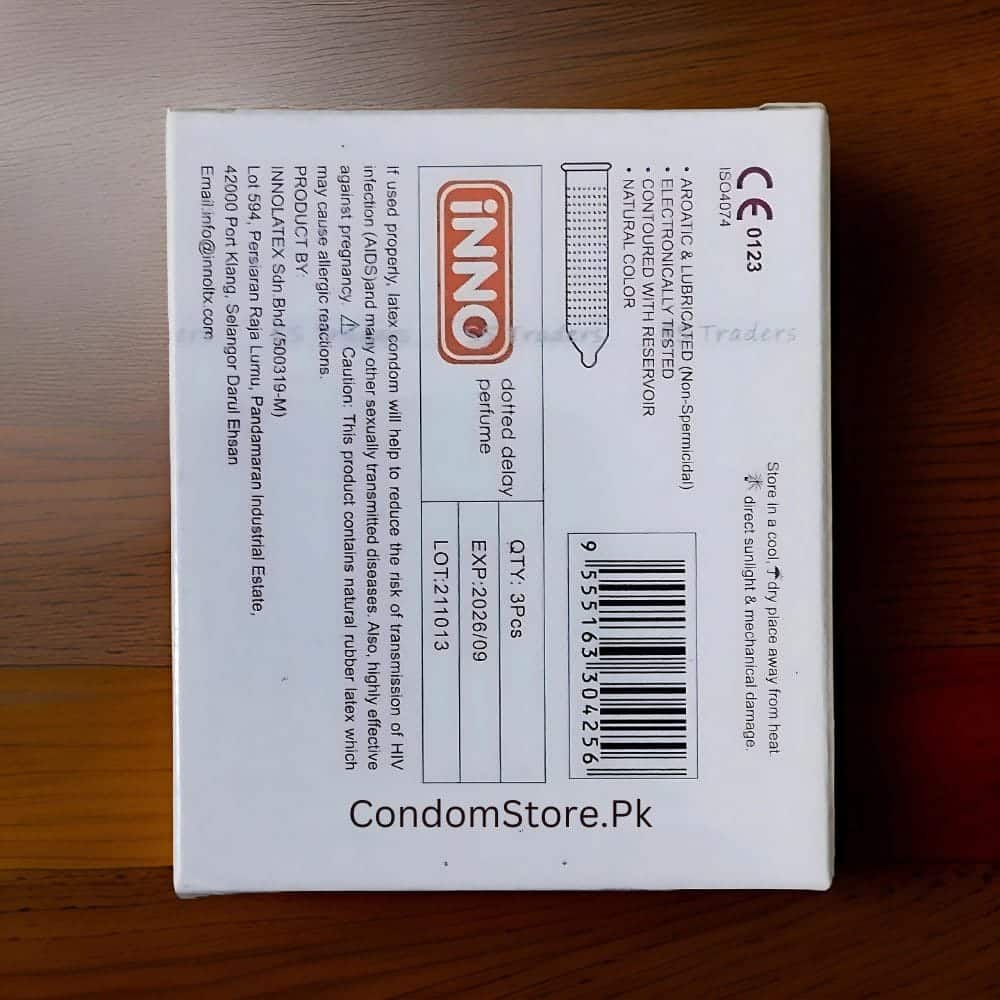 CE 0123
ISO4074
• AROATIC & LUBRICATED (Non-Spermicidal)
• ELECTRONICALLY TESTED
• CONTOURED WITH RESERVOIR
• NATURAL COLOR
Store in a cool, dry place away from heat
direct sunlight & mechanical damage.
9 555163 304256
iNNO
dotted delay
perfume
QTY: 3Pcs
EXP:2026/09
LOT:211013
If used properly, latex condom will help to reduce the risk of transmission of HIV
infection (AIDS)and many other sexually transmitted diseases. Also, highly effective
against pregnancy. ⚠ Caution: This product contains natural rubber latex which
may cause allergic reactions.
PRODUCT BY:
INNOLATEX Sdn.Bhd.(500319-M)
Lot 594, Persiaran Raja Lumu, Pandamaran Industrial Estate,
42000 Port Klang, Selangor Darul Ehsan
Email:info@innoltx.com
Traders
CondomStore.Pk